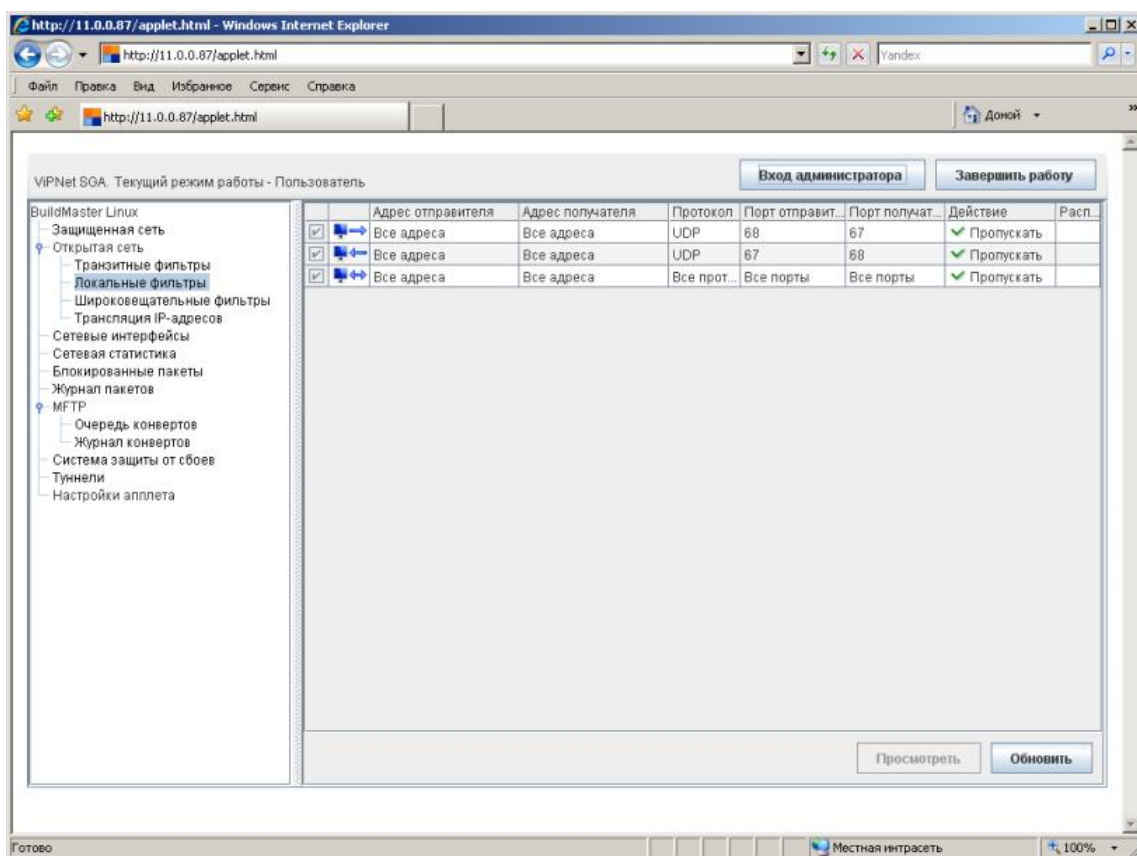 http://11.0.0.87/applet.html - Windows Internet Explorer
http://11.0.0.87/applet.html
Yandex
Файл Правка Вид Избранное Сервис Справка
http://11.0.0.87/applet.html
Домой
ViPNet SGA. Текущий режим работы - Пользователь
Вход администратора
Завершить работу
BuildMaster Linux
Защищенная сеть
Открытая сеть
Транзитные фильтры
Локальные фильтры
Широковещательные фильтры
Трансляция IP-адресов
Сетевые интерфейсы
Сетевая статистика
Блокированные пакеты
Журнал пакетов
MFTP
Очередь конвертов
Журнал конвертов
Система защиты от сбоев
Туннели
Настройки апплета
Адрес отправителя Адрес получателя Протокол Порт отправит... Порт получат... Действие Расп...
Все адреса Все адреса UDP 68 67 Пропускать
Все адреса Все адреса UDP 67 68 Пропускать
Все адреса Все адреса Все прот... Все порты Все порты Пропускать
Просмотреть
Обновить
Готово
Местная интрасеть
100%